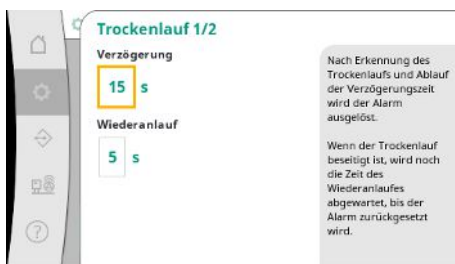 Trockenlauf 1/2
Verzögerung
15 s
Wiederanlauf
5 s
Nach Erkennung des
Trockenlaufs und Ablauf
der Verzögerungszeit
wird der Alarm
ausgelöst.
Wenn der Trockenlauf
beseitigt ist, wird noch
die Zeit des
Wiederanlaufes
abgewartet, bis der
Alarm zurückgesetzt
wird.
?